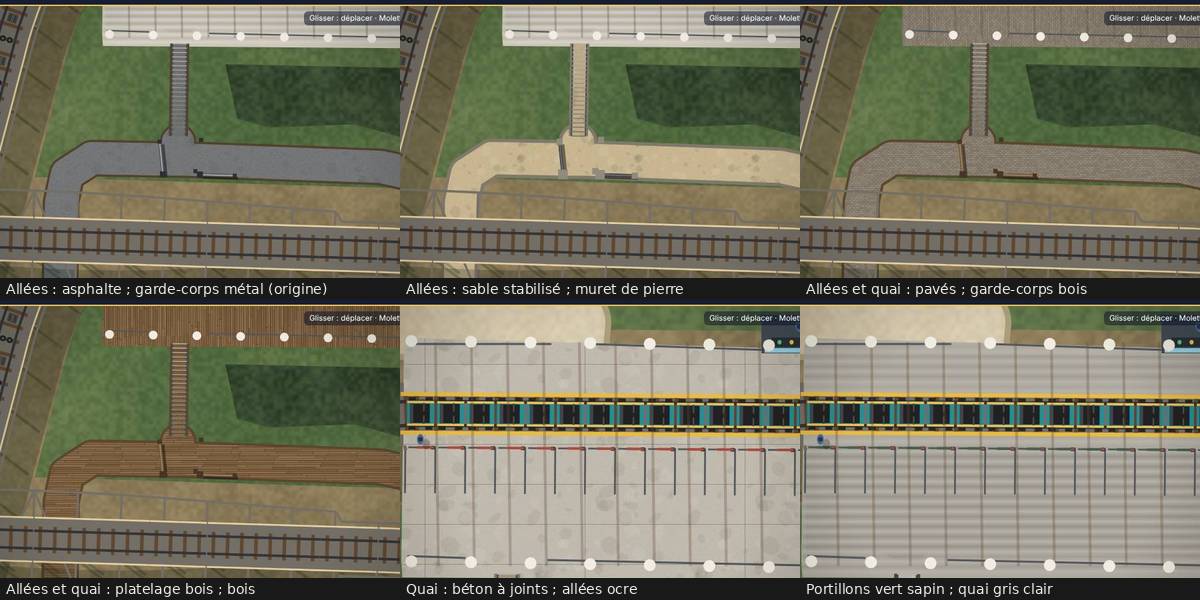 Glisser : déplacer · Molet
Glisser : déplacer · Molet
Glisser : déplacer · Molet
Allées : asphalte ; garde-corps métal (origine)
Allées : sable stabilisé ; muret de pierre
Allées et quai : pavés ; garde-corps bois
Glisser : déplacer · Molet
Glisser : déplacer · Molet
Glisser : déplacer · Molet
Allées et quai : platelage bois ; bois
Quai : béton à joints ; allées ocre
Portillons vert sapin ; quai gris clair